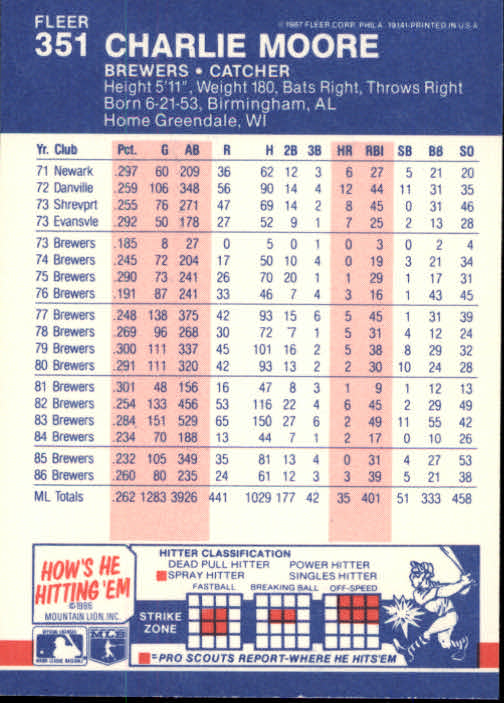 FLEER © 1987 FLEER CORP. PHILA. 19141-PRINTED IN U.S.A.
351 CHARLIE MOORE
BREWERS • CATCHER
Height 5'11", Weight 180, Bats Right, Throws Right
Born 6-21-53, Birmingham, AL
Home Greendale, WI
Yr. Club Pct. G AB R H 2B 3B HR RBI SB BB SO
71 Newark .297 60 209 36 62 12 3 6 27 5 21 20
72 Danville .259 106 348 56 90 14 4 12 44 11 31 35
73 Shrevprt .255 76 271 47 69 14 2 8 45 0 31 46
73 Evansvle .292 50 178 27 52 9 1 7 25 2 13 28
73 Brewers .185 8 27 0 5 0 1 0 3 0 2 4
74 Brewers .245 72 204 17 50 10 4 0 19 3 21 34
75 Brewers .290 73 241 26 70 20 1 1 29 1 17 31
76 Brewers .191 87 241 33 46 7 4 3 16 1 43 45
77 Brewers .248 138 375 42 93 15 6 5 45 1 31 39
78 Brewers .269 96 268 30 72 7 1 5 31 4 12 24
79 Brewers .300 111 337 45 101 16 2 5 38 8 29 32
80 Brewers .291 111 320 42 93 13 2 2 30 10 24 28
81 Brewers .301 48 156 16 47 8 3 1 9 1 12 13
82 Brewers .254 133 456 53 116 22 4 6 45 2 29 49
83 Brewers .284 151 529 65 150 27 6 2 49 11 55 42
84 Brewers .234 70 188 13 44 7 1 2 17 0 10 26
85 Brewers .232 105 349 35 81 13 4 0 31 4 27 53
86 Brewers .260 80 235 24 61 12 3 3 39 5 21 38
ML Totals .262 1283 3926 441 1029 177 42 35 401 51 333 458
HOW'S HE
HITTING 'EM
©1986
MOUNTAIN LION, INC.
MLB
HITTER CLASSIFICATION
DEAD PULL HITTER POWER HITTER
SPRAY HITTER SINGLES HITTER
FASTBALL BREAKING BALL OFF-SPEED
STRIKE
ZONE
=PRO SCOUTS REPORT-WHERE HE HITS'EM